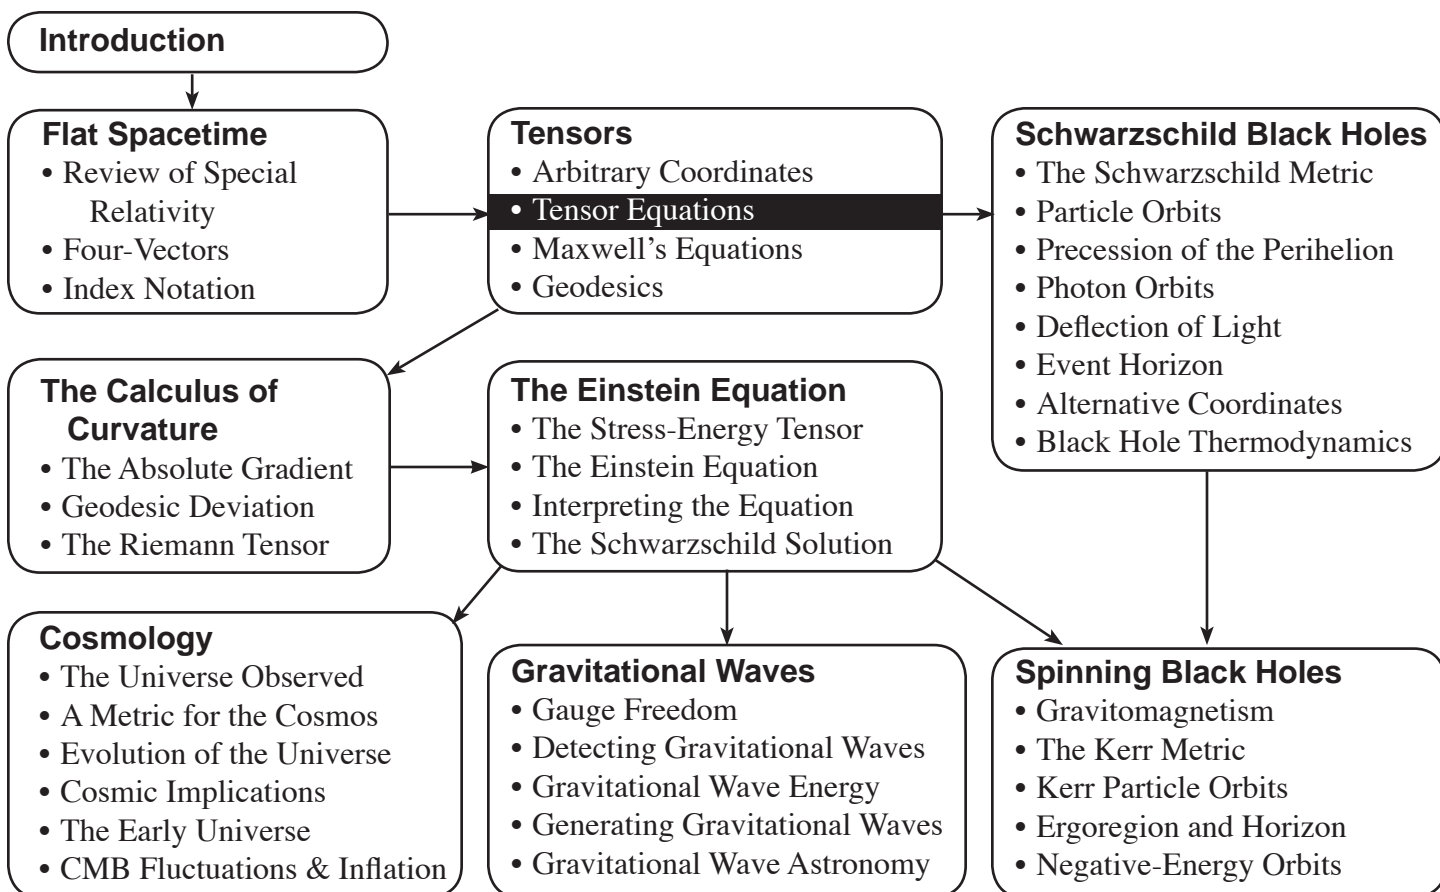 Introduction
Flat Spacetime
• Review of Special
Relativity
• Four-Vectors
• Index Notation
Tensors
• Arbitrary Coordinates
• Tensor Equations
• Maxwell’s Equations
• Geodesics
Schwarzschild Black Holes
• The Schwarzschild Metric
• Particle Orbits
• Precession of the Perihelion
• Photon Orbits
• Deflection of Light
• Event Horizon
• Alternative Coordinates
• Black Hole Thermodynamics
The Calculus of
Curvature
• The Absolute Gradient
• Geodesic Deviation
• The Riemann Tensor
The Einstein Equation
• The Stress-Energy Tensor
• The Einstein Equation
• Interpreting the Equation
• The Schwarzschild Solution
Cosmology
• The Universe Observed
• A Metric for the Cosmos
• Evolution of the Universe
• Cosmic Implications
• The Early Universe
• CMB Fluctuations & Inflation
Gravitational Waves
• Gauge Freedom
• Detecting Gravitational Waves
• Gravitational Wave Energy
• Generating Gravitational Waves
• Gravitational Wave Astronomy
Spinning Black Holes
• Gravitomagnetism
• The Kerr Metric
• Kerr Particle Orbits
• Ergoregion and Horizon
• Negative-Energy Orbits